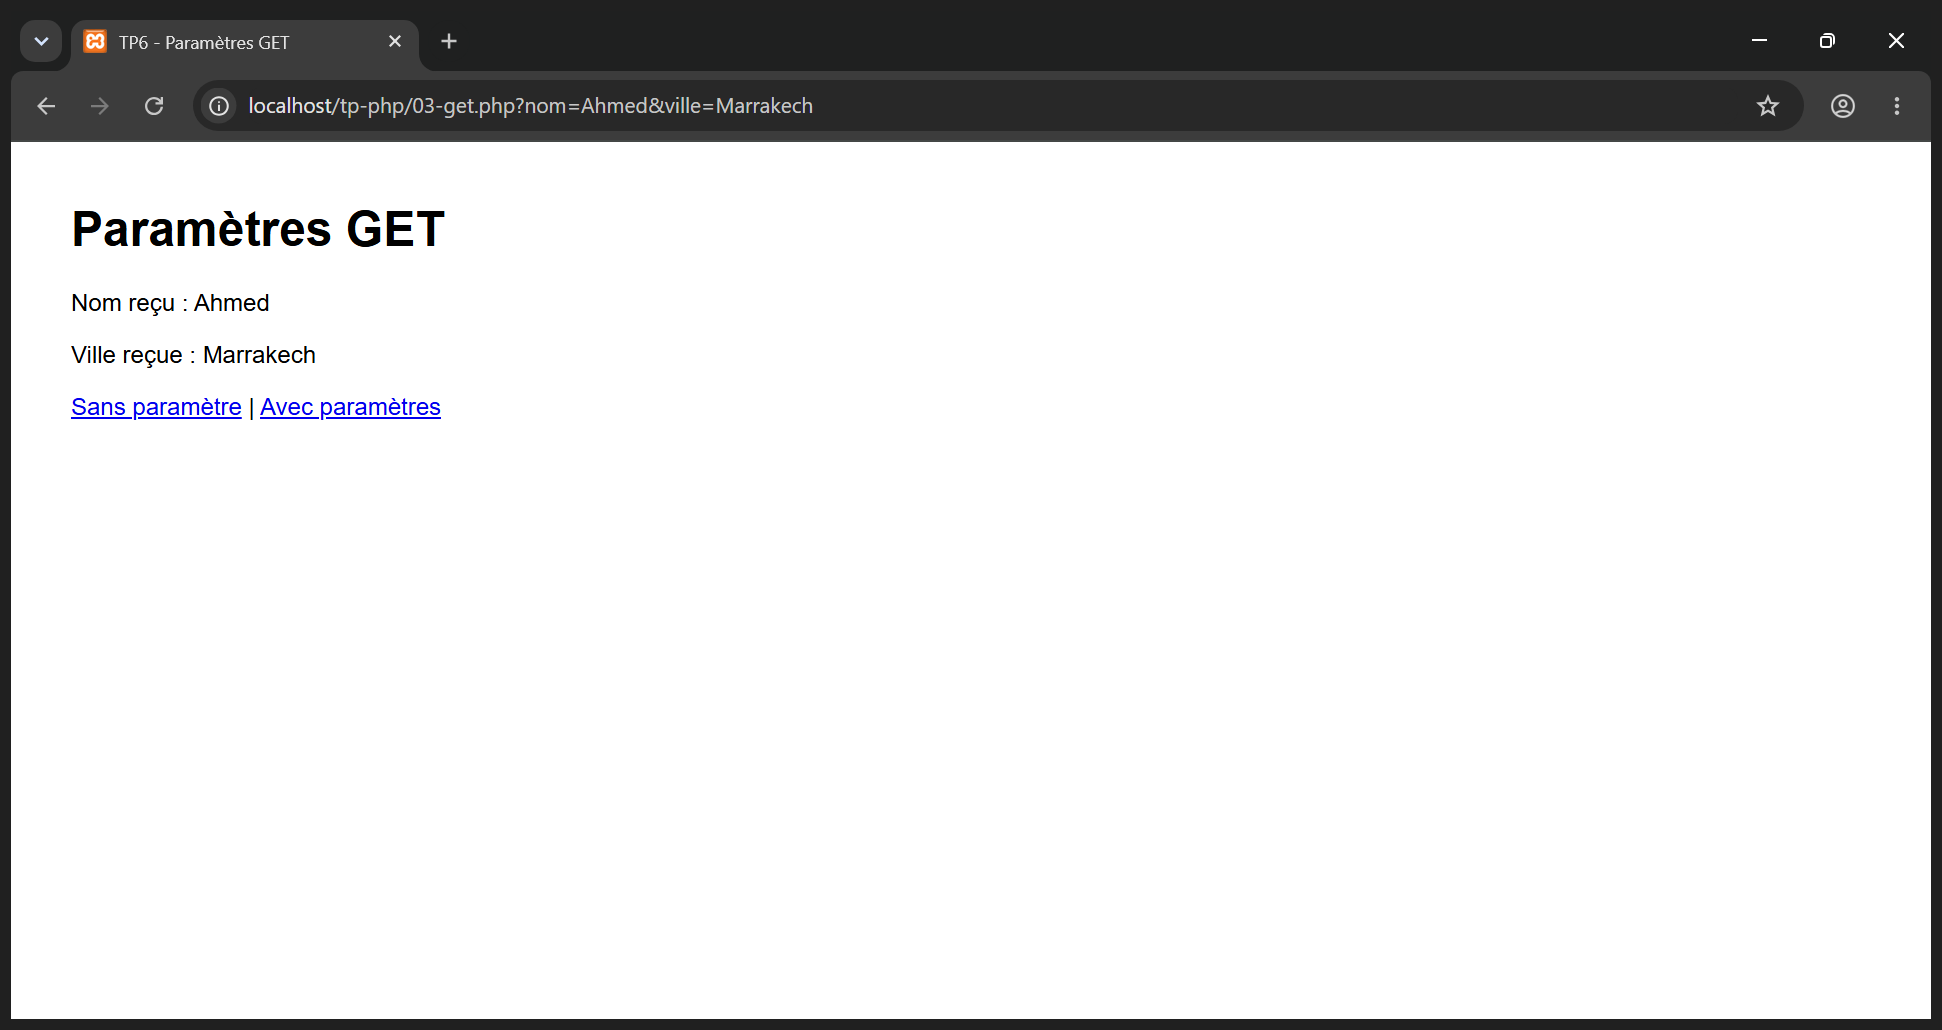 TP6 - Paramètres GET
localhost/tp-php/03-get.php?nom=Ahmed&ville=Marrakech
Paramètres GET
Nom reçu : Ahmed
Ville reçue : Marrakech
Sans paramètre | Avec paramètres